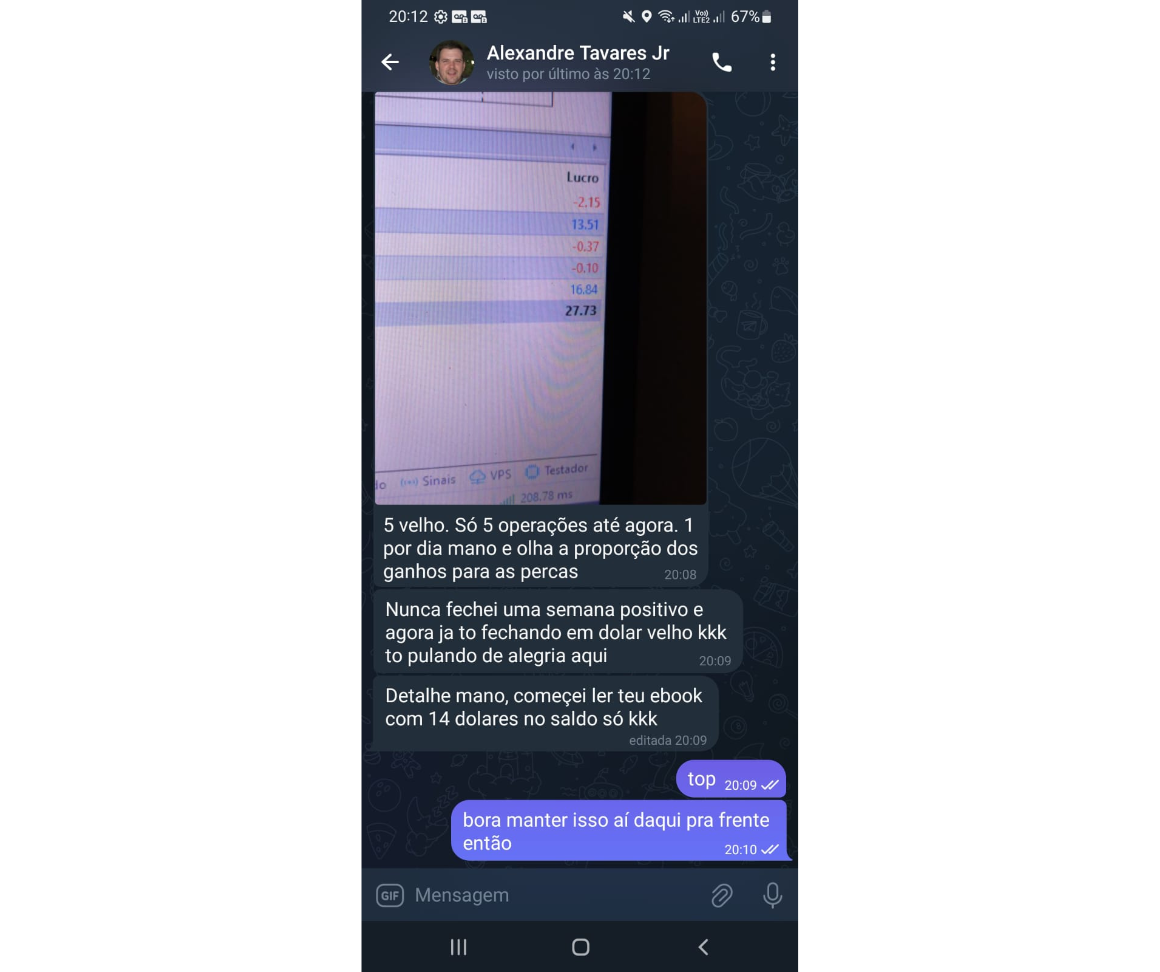 20:12
Vo))
LTE2
67%
Alexandre Tavares Jr
visto por último às 20:12
Lucro
-2.15
13.51
-0.37
-0.10
16.84
27.73
Sinais VPS Testador
208.78 ms
5 velho. Só 5 operações até agora. 1
por dia mano e olha a proporção dos
ganhos para as percas
20:08
Nunca fechei uma semana positivo e
agora ja to fechando em dolar velho kkk
to pulando de alegria aqui
20:09
Detalhe mano, começei ler teu ebook
com 14 dolares no saldo só kkk
editada 20:09
top 20:09
bora manter isso aí daqui pra frente
então
20:10
GIF Mensagem